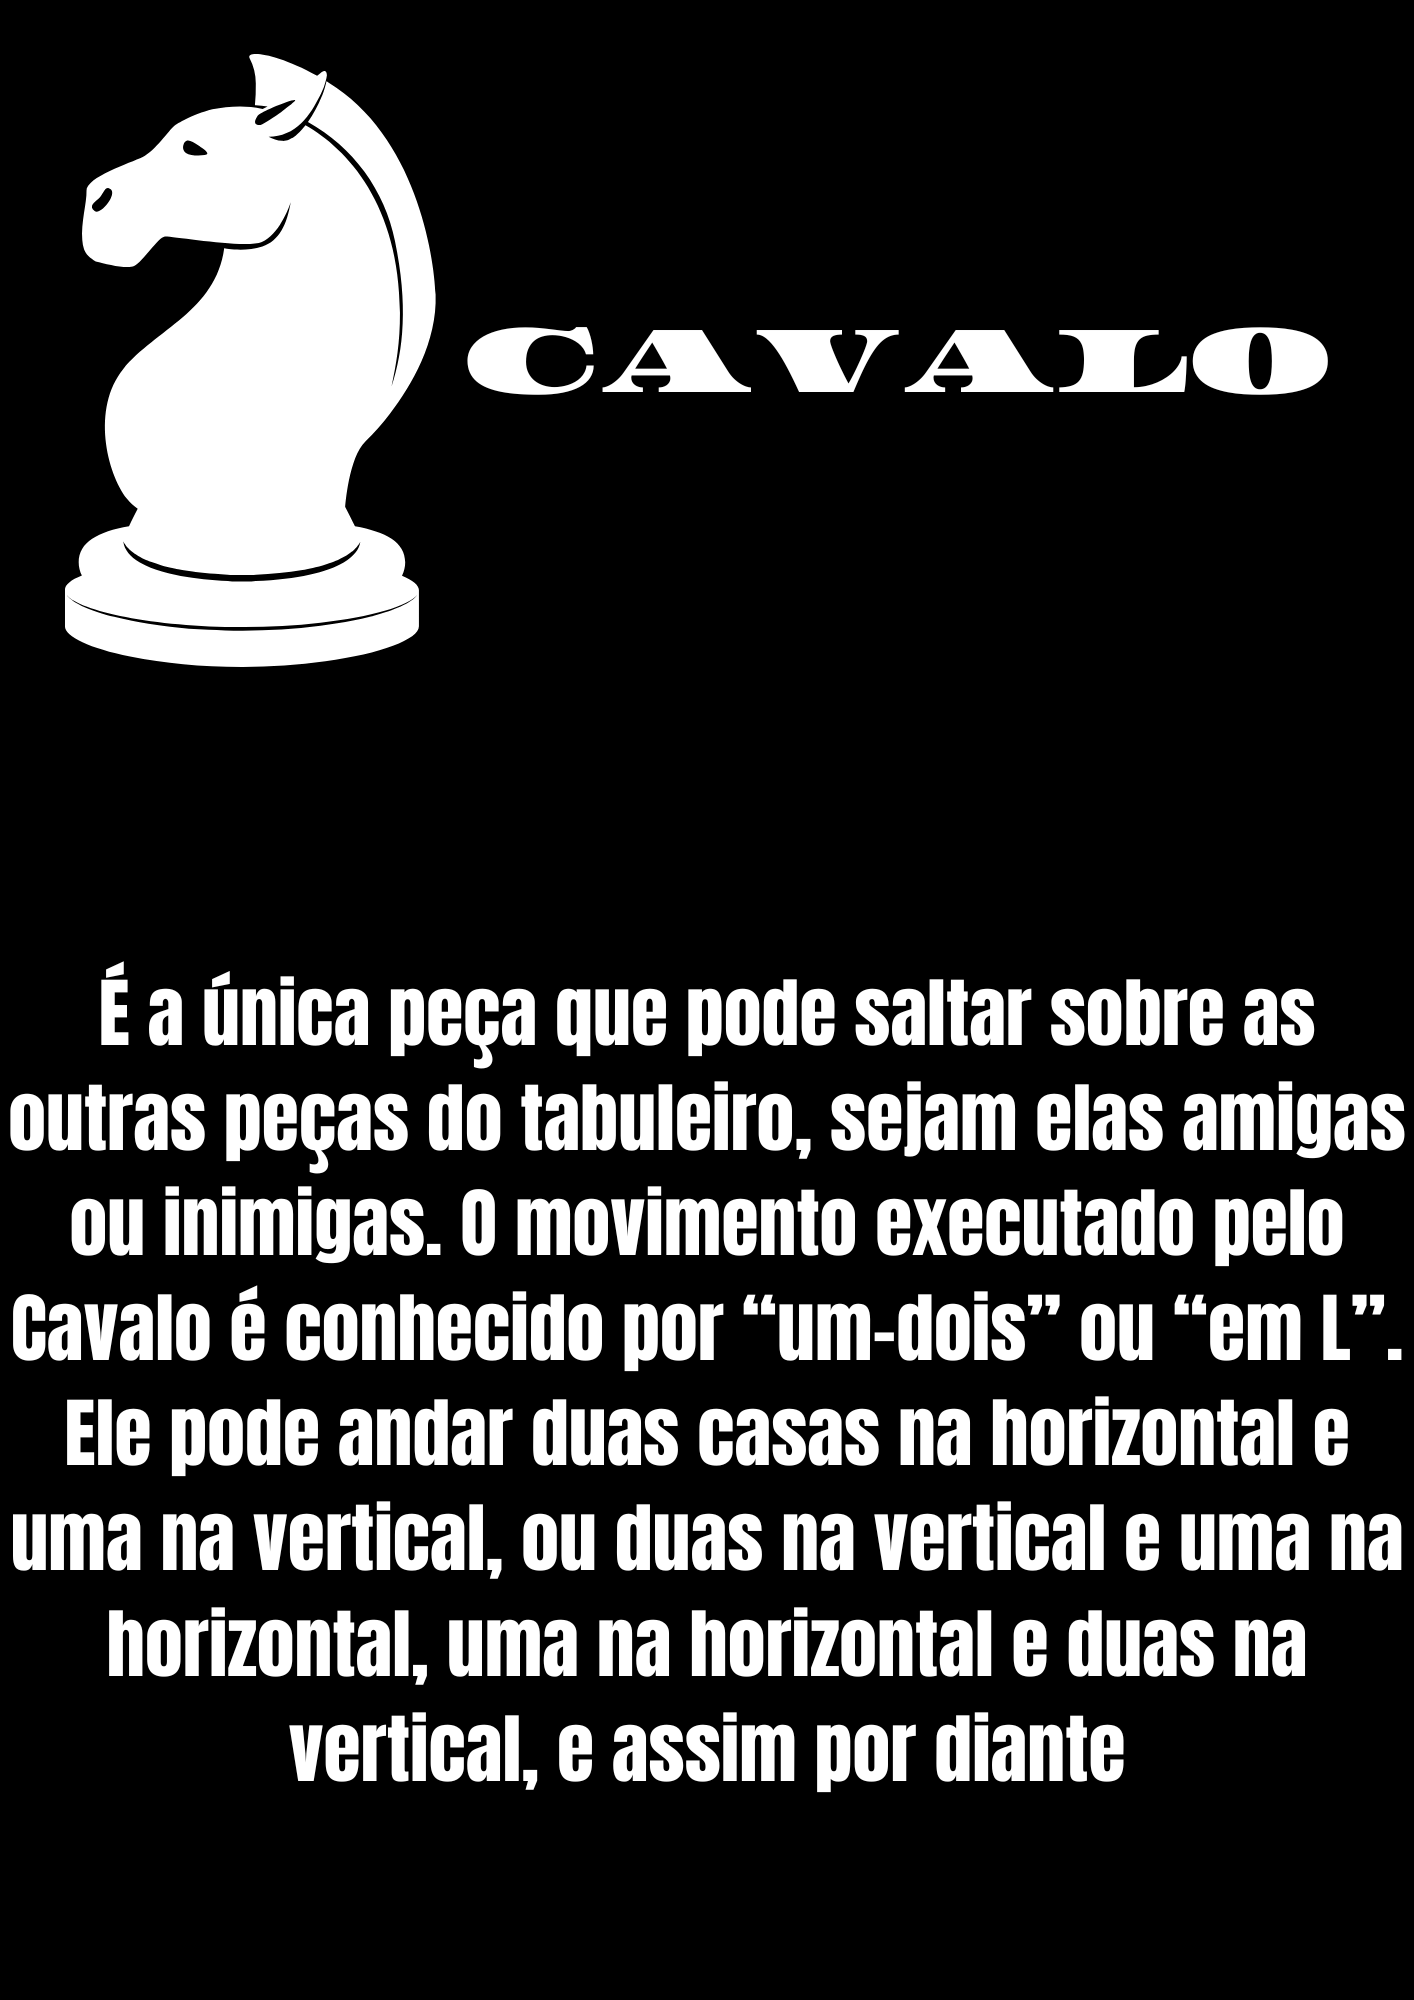 CAVALO
É a única peça que pode saltar sobre as
outras peças do tabuleiro, sejam elas amigas
ou inimigas. O movimento executado pelo
Cavalo é conhecido por “um-dois” ou “em L”.
Ele pode andar duas casas na horizontal e
uma na vertical, ou duas na vertical e uma na
horizontal, uma na horizontal e duas na
vertical, e assim por diante